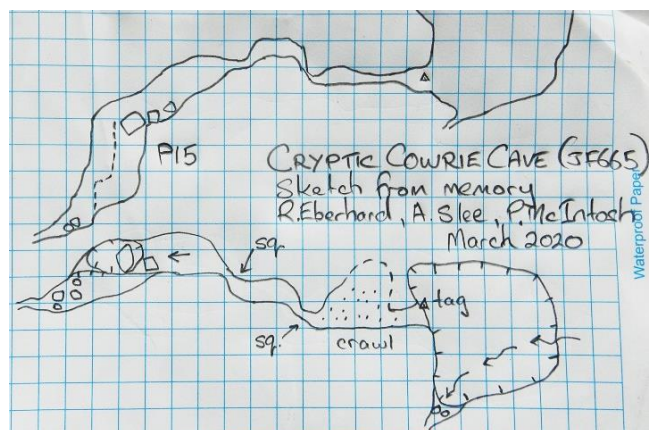 P15
CRYPTIC COWRIE CAVE (JF665)
Sketch from memory
R.Eberhard, A. Slee, P. McIntosh
March 2020
Waterproof Paper
sq.
tag
sq.
crawl